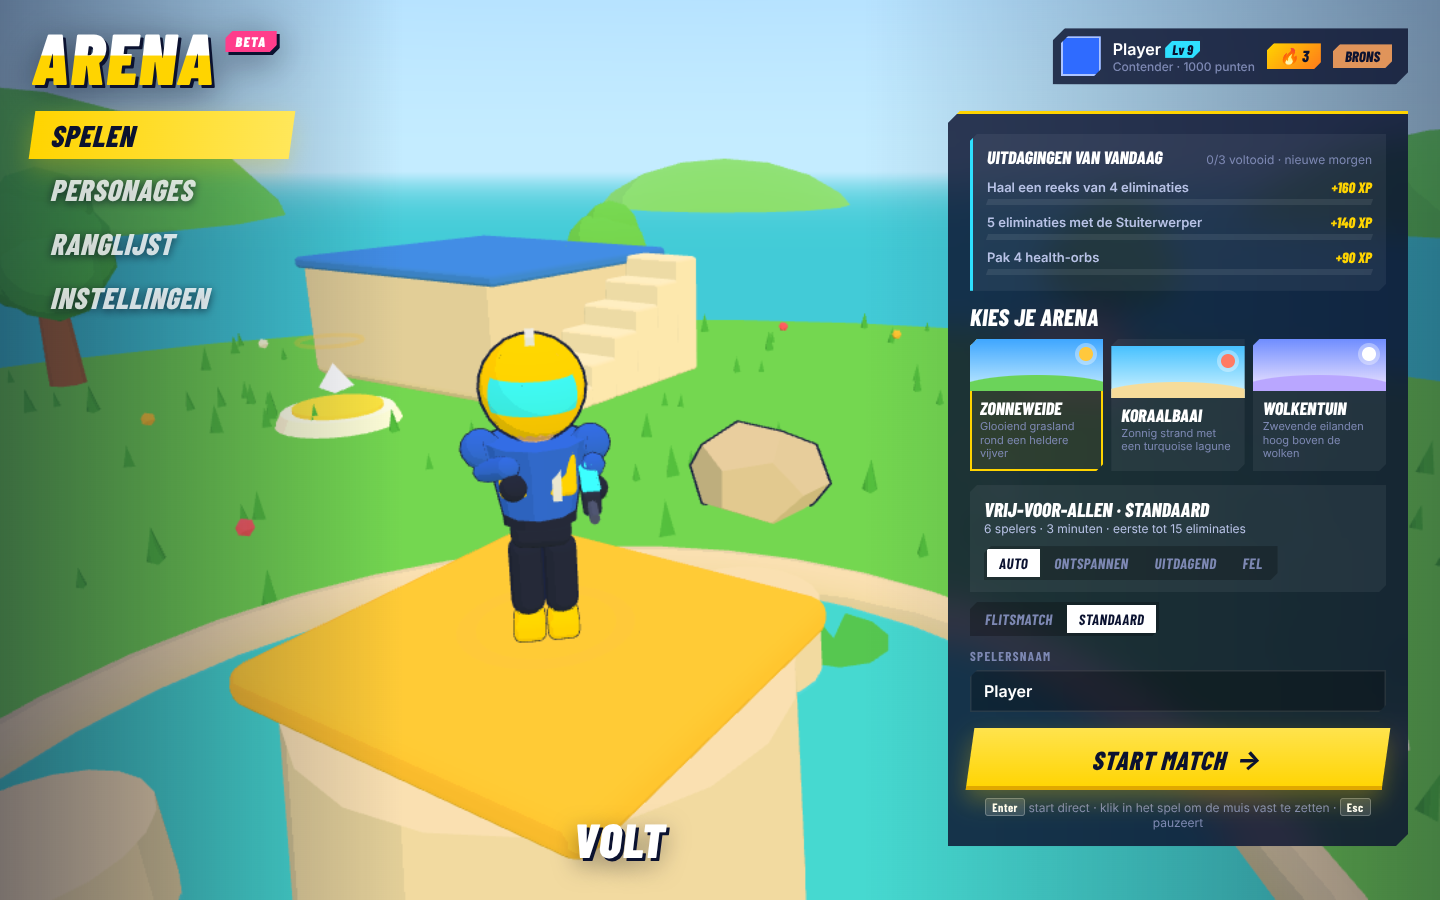 ARENA BETA
SPELEN
PERSONAGES
RANGLIJST
INSTELLINGEN
Player Lv 9
Contender · 1000 punten
🔥 3
BRONS
UITDAGINGEN VAN VANDAAG
0/3 voltooid · nieuwe morgen
Haal een reeks van 4 eliminaties +160 XP
5 eliminaties met de Stuiterwerper +140 XP
Pak 4 health-orbs +90 XP
KIES JE ARENA
ZONNEWEIDE
Glooiend grasland
rond een heldere
vijver
KORAALBAAI
Zonnig strand met
een turquoise lagune
WOLKENTUIN
Zwevende eilanden
hoog boven de
wolken
VRIJ-VOOR-ALLEN · STANDAARD
6 spelers · 3 minuten · eerste tot 15 eliminaties
AUTO ONTSPANNEN UITDAGEND FEL
FLITSMATCH STANDAARD
SPELERSNAAM
Player
START MATCH →
Enter start direct · klik in het spel om de muis vast te zetten · Esc
pauzeert
VOLT